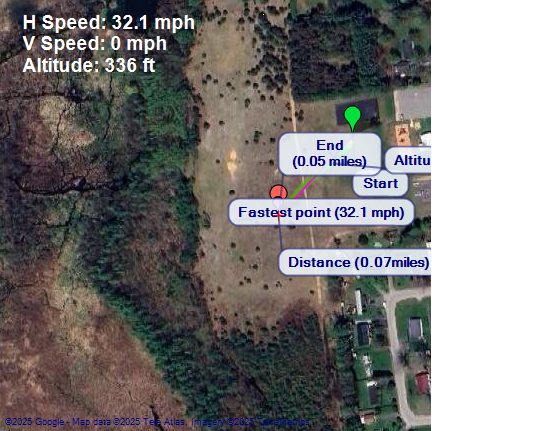 H Speed: 32.1 mph
V Speed: 0 mph
Altitude: 336 ft
End
(0.05 miles)
Altitu
Start
Fastest point (32.1 mph)
Distance (0.07miles)
©2025 Google - Map data ©2025 Tele Atlas, Imagery ©2025 TerraMetrics